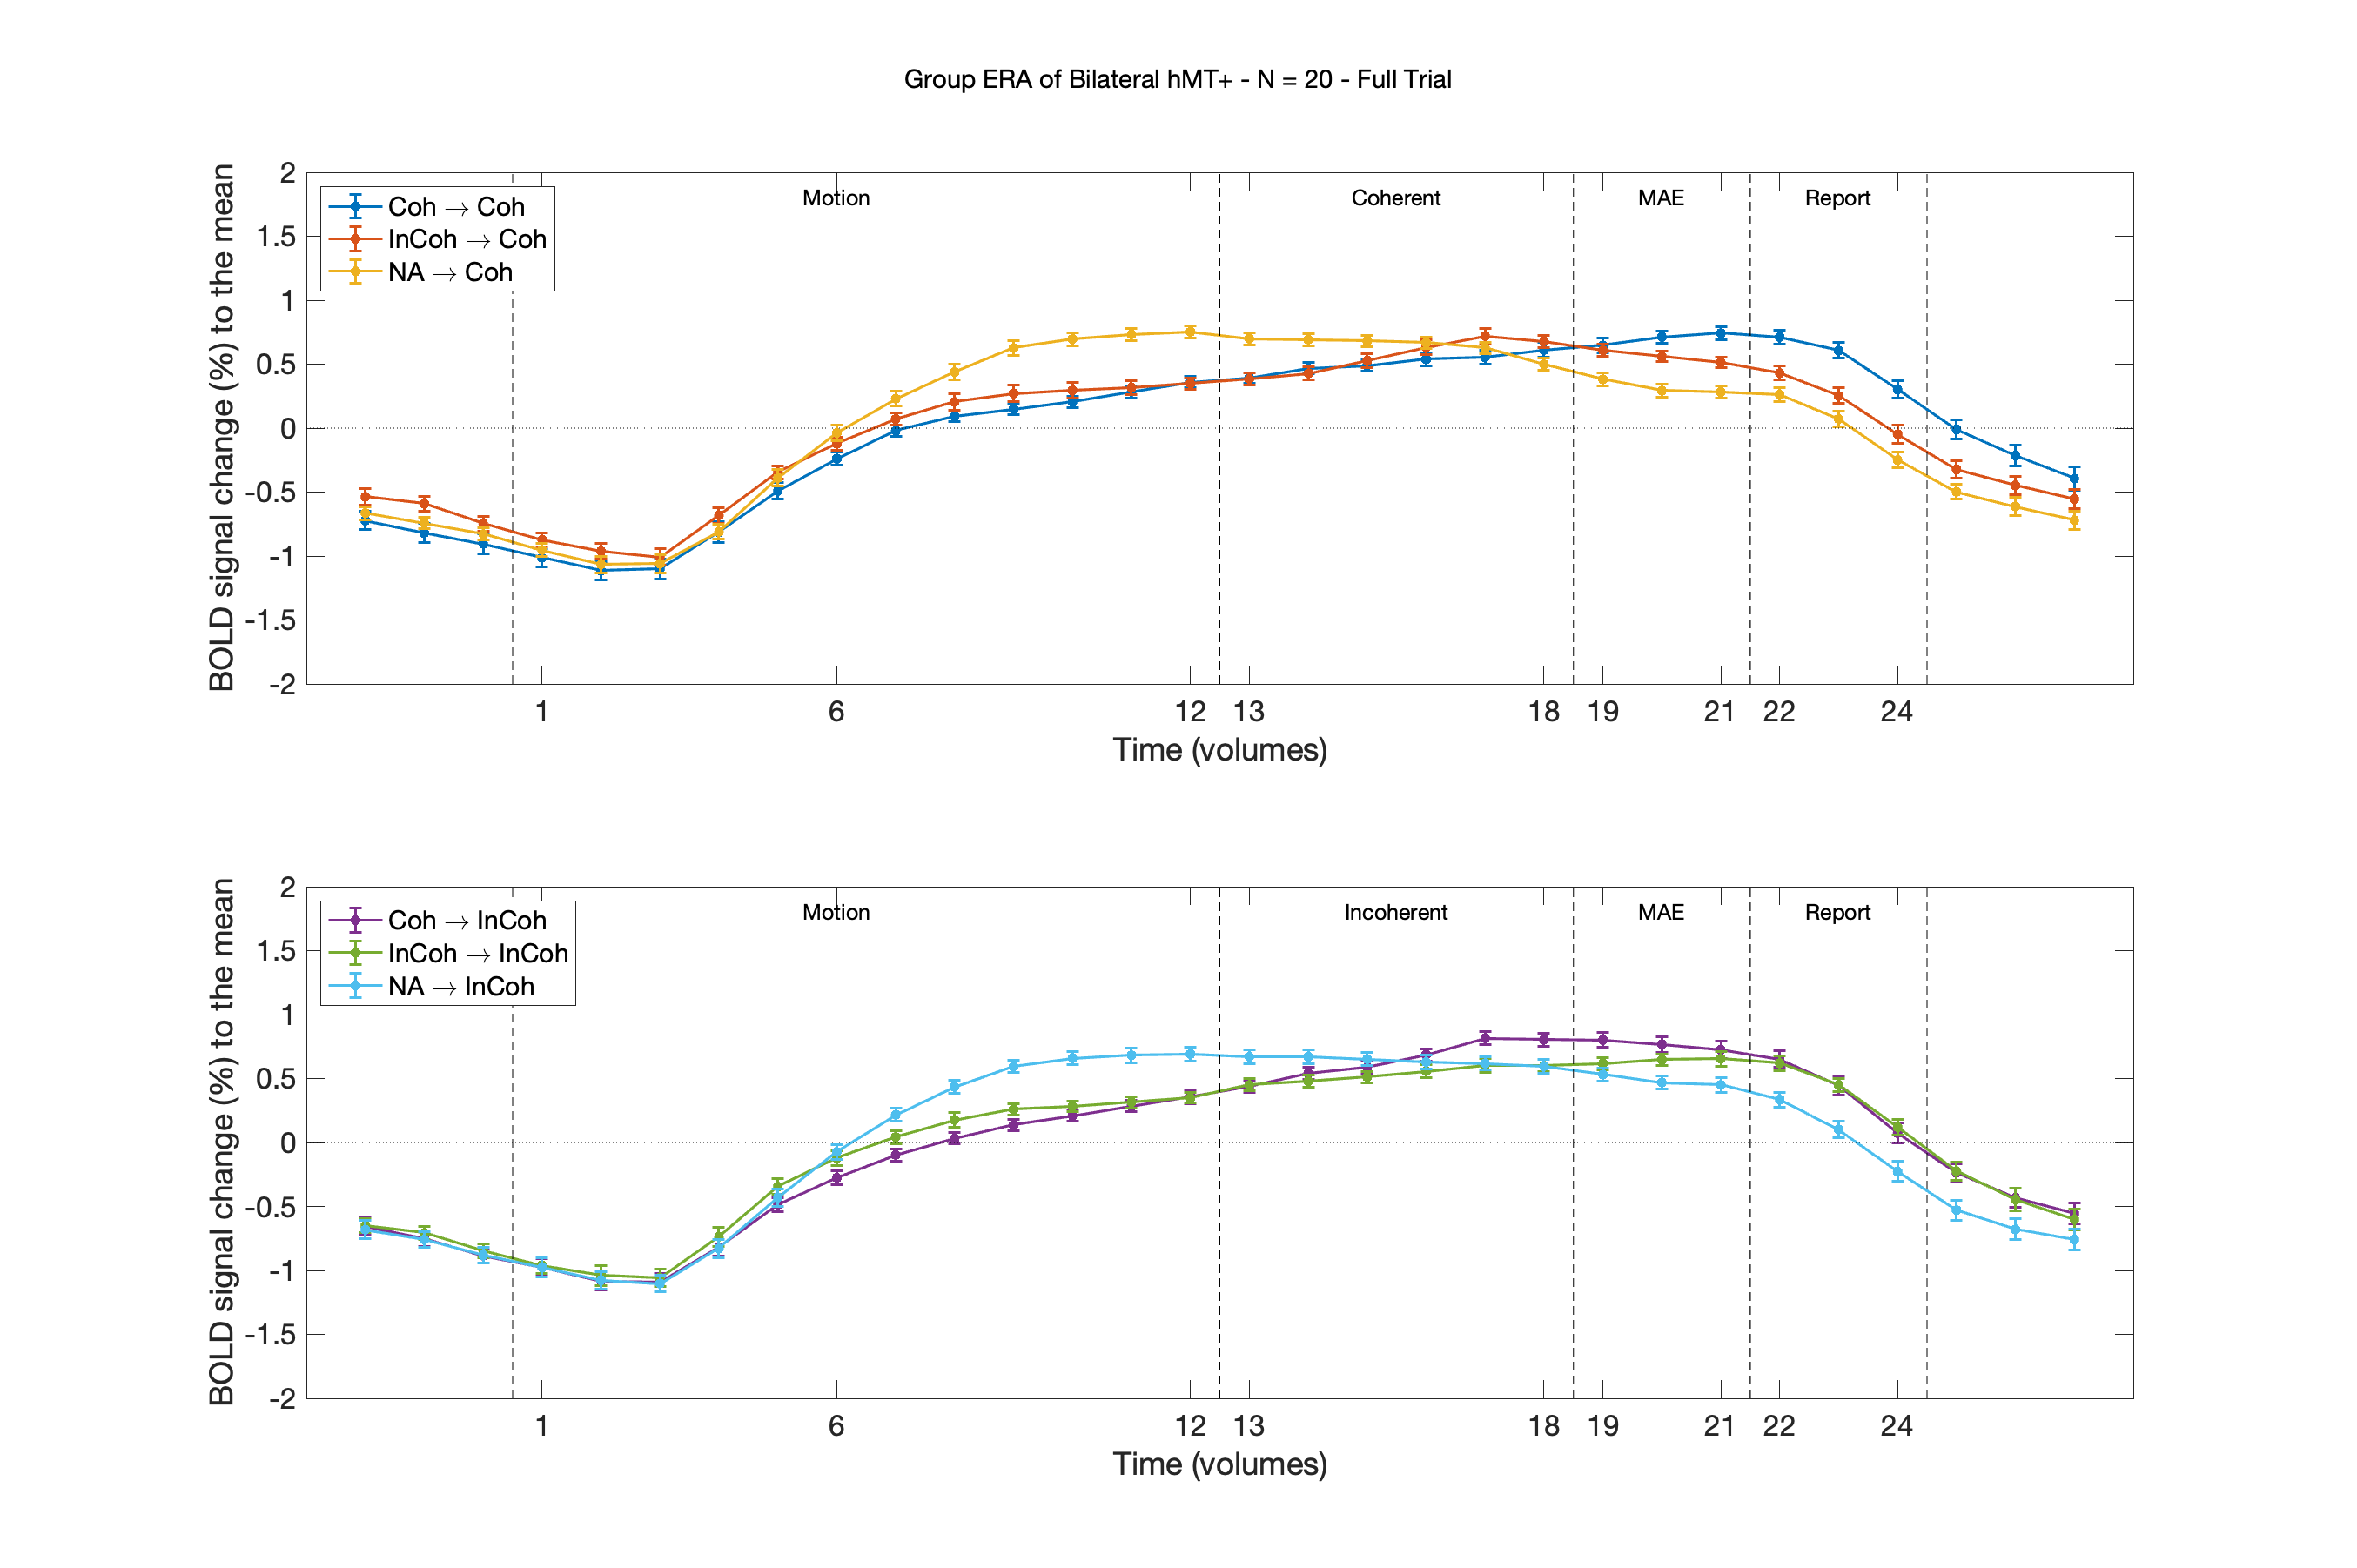 Group ERA of Bilateral hMT+ - N = 20 - Full Trial
BOLD signal change (%) to the mean
2
1.5
1
0.5
0
-0.5
-1
-1.5
-2
Coh → Coh
InCoh → Coh
NA → Coh
Motion
Coherent
MAE
Report
1 6 12 13 18 19 21 22 24
Time (volumes)
BOLD signal change (%) to the mean
2
1.5
1
0.5
0
-0.5
-1
-1.5
-2
Coh → InCoh
InCoh → InCoh
NA → InCoh
Motion
Incoherent
MAE
Report
1 6 12 13 18 19 21 22 24
Time (volumes)